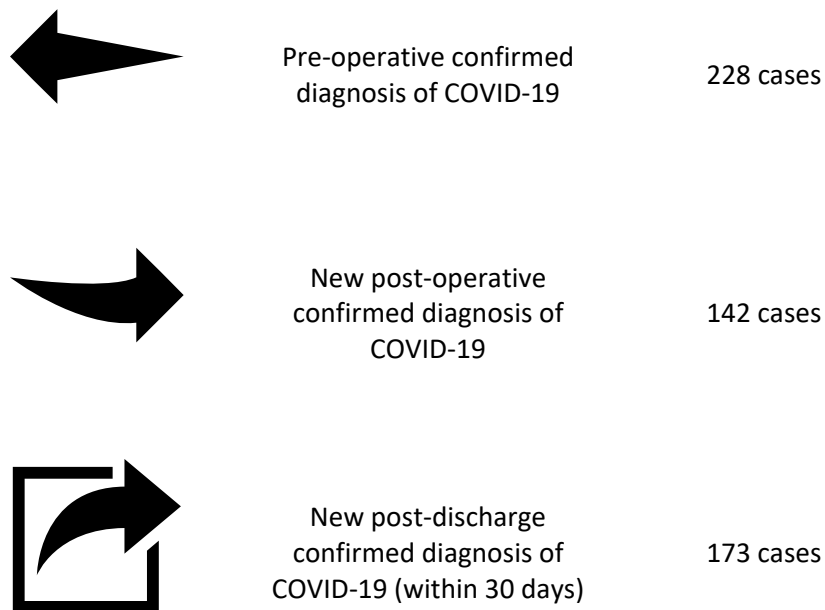 Pre-operative confirmed
diagnosis of COVID-19
228 cases
New post-operative
confirmed diagnosis of
COVID-19
142 cases
New post-discharge
confirmed diagnosis of
COVID-19 (within 30 days)
173 cases